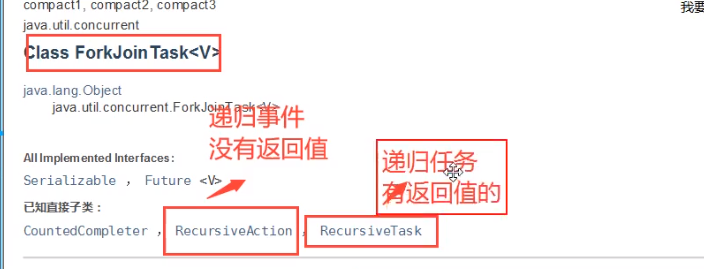 compact1, compact2, compact3
我要
java.util.concurrent
Class ForkJoinTask<V>
java.lang.Object
java.util.concurrent.ForkJoinTask<V>
递归事件
没有返回值
递归任务
有返回值的
All Implemented Interfaces:
Serializable , Future <V>
已知直接子类：
CountedCompleter , RecursiveAction , RecursiveTask